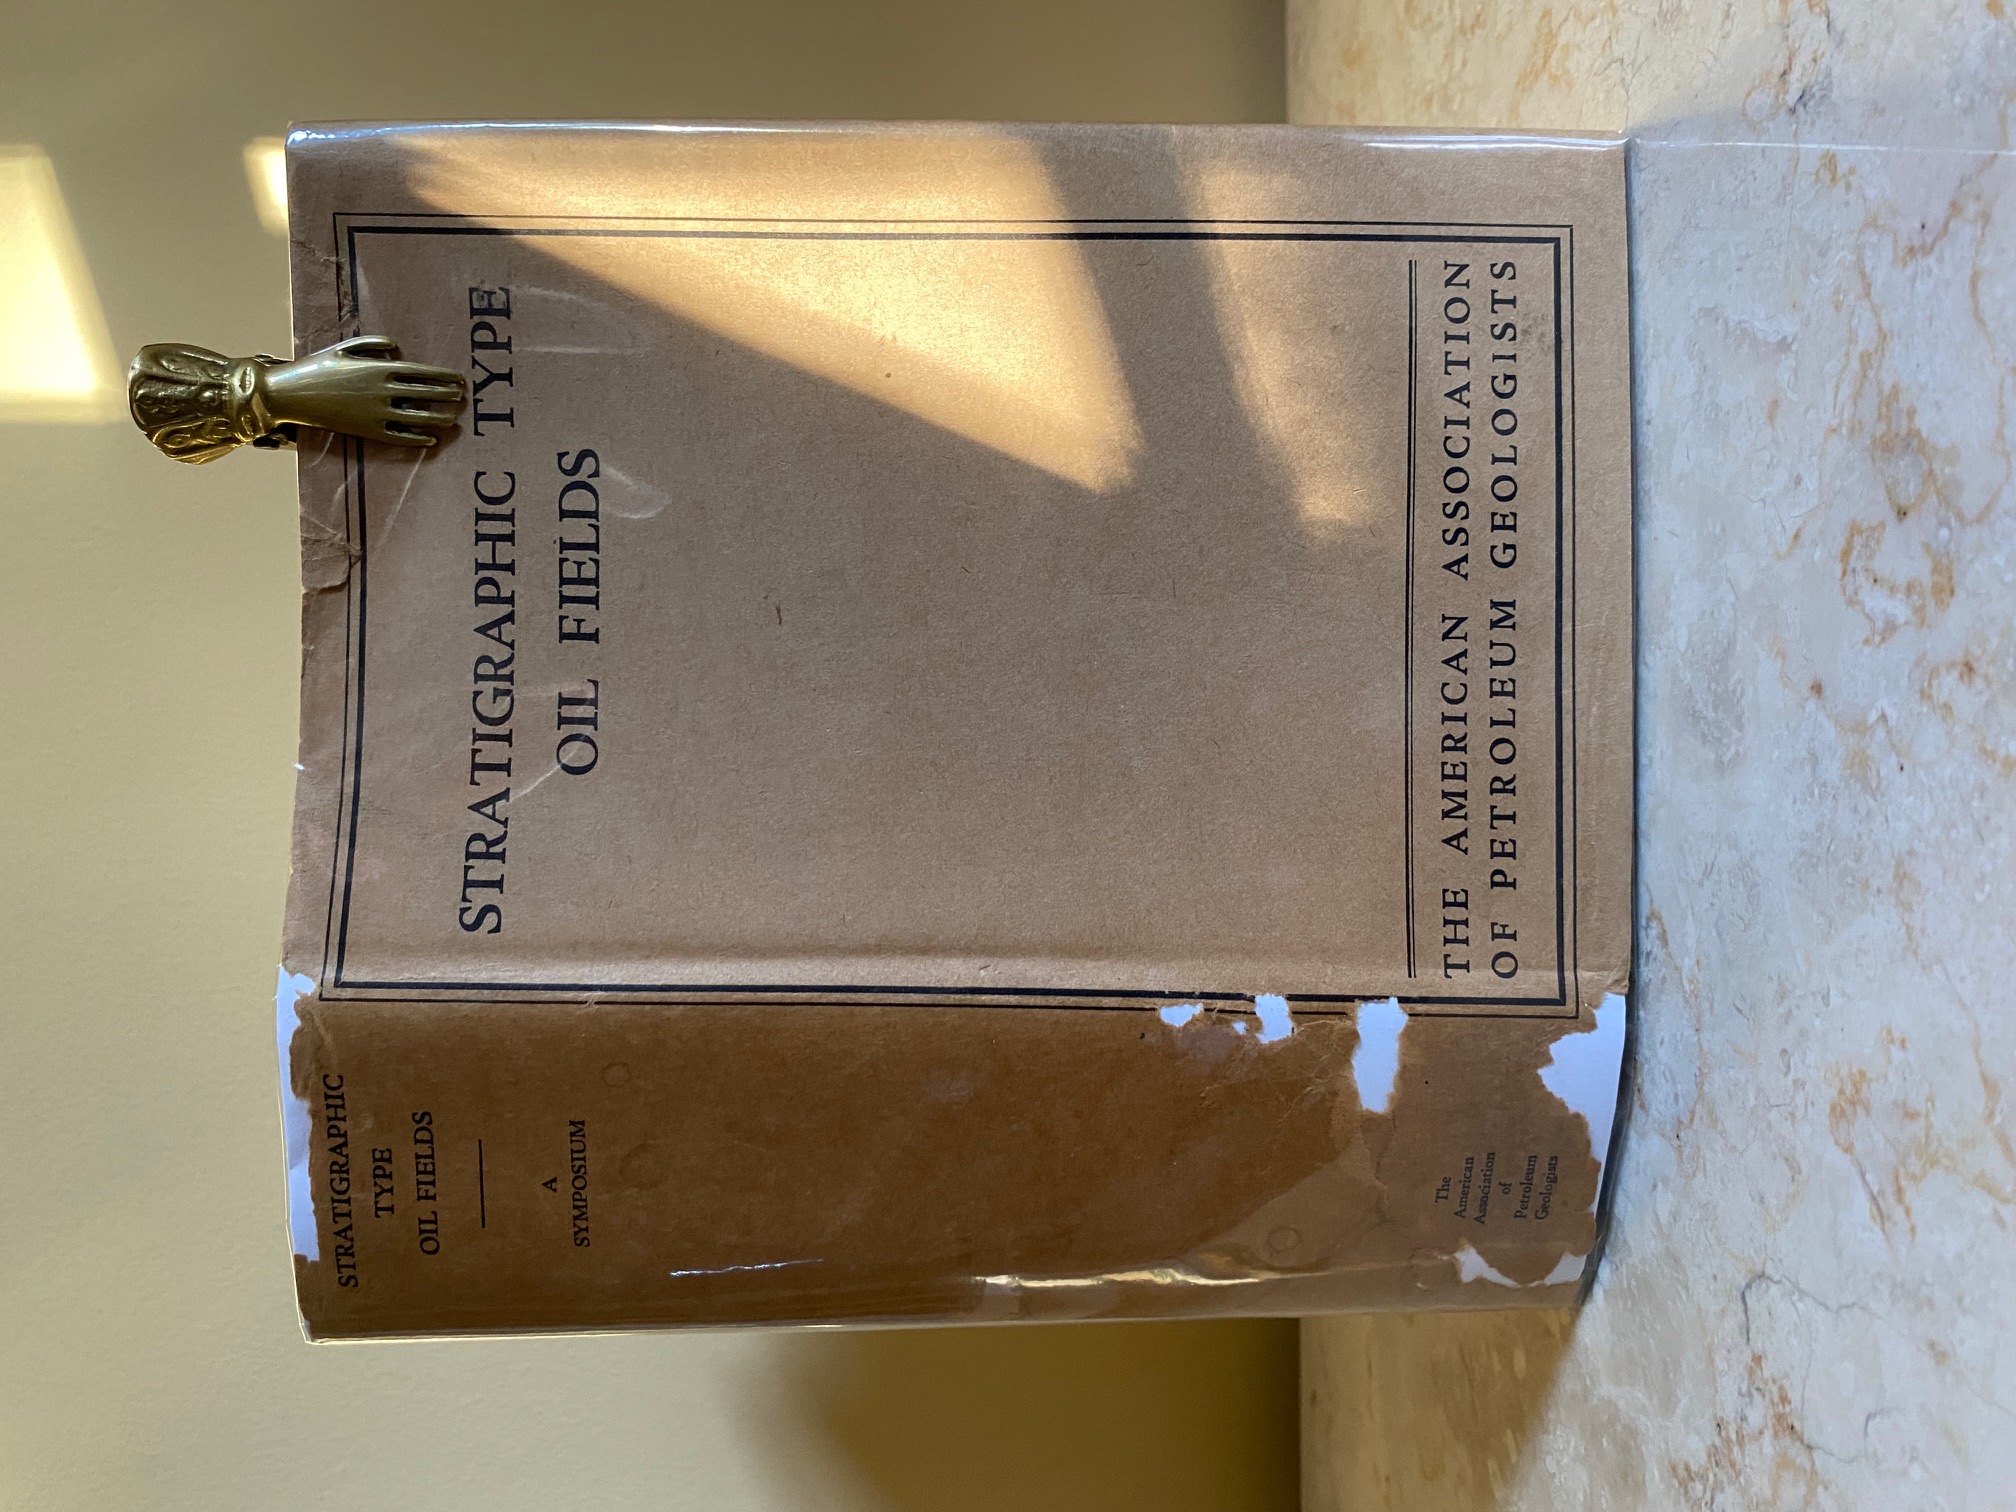 STRATIGRAPHIC TYPE
OIL FIELDS
THE AMERICAN ASSOCIATION
OF PETROLEUM GEOLOGISTS
STRATIGRAPHIC
TYPE
OIL FIELDS
A
SYMPOSIUM
The
American
Association
of
Petroleum
Geologists